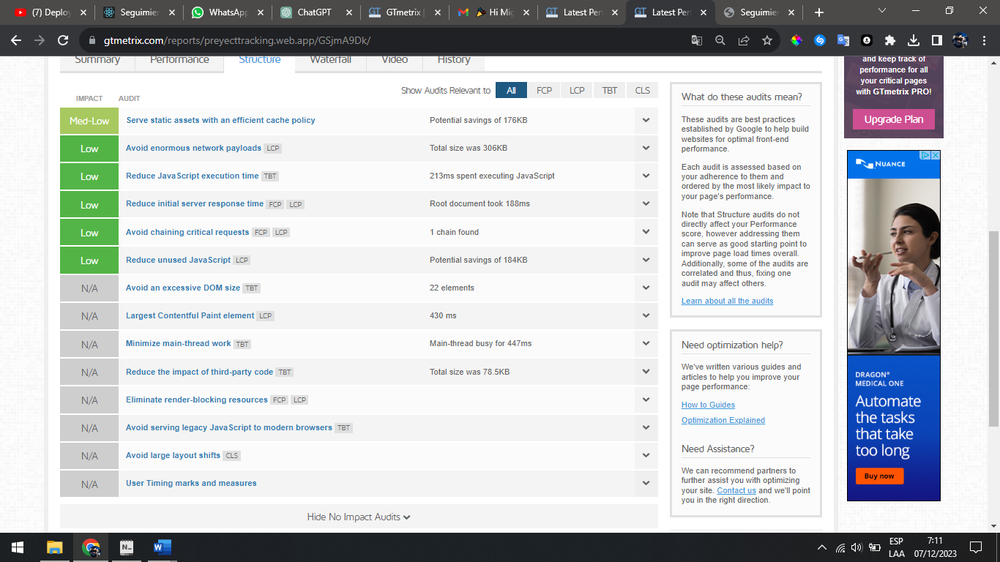 (7) Deploy
Seguimien
WhatsApp
ChatGPT
GTmetrix |
Hi Mig
Latest Per
Latest Per
Seguimien
gtmetrix.com/reports/preyecttracking.web.app/GSjmA9Dk/
Summary
Performance
Structure
Waterfall
Video
History
IMPACT AUDIT
Show Audits Relevant to All FCP LCP TBT CLS
Med-Low Serve static assets with an efficient cache policy Potential savings of 176KB
Low Avoid enormous network payloads LCP Total size was 306KB
Low Reduce JavaScript execution time TBT 213ms spent executing JavaScript
Low Reduce initial server response time FCP LCP Root document took 188ms
Low Avoid chaining critical requests FCP LCP 1 chain found
Low Reduce unused JavaScript LCP Potential savings of 184KB
N/A Avoid an excessive DOM size TBT 22 elements
N/A Largest Contentful Paint element LCP 430 ms
N/A Minimize main-thread work TBT Main-thread busy for 447ms
N/A Reduce the impact of third-party code TBT Total size was 78.5KB
N/A Eliminate render-blocking resources FCP LCP
N/A Avoid serving legacy JavaScript to modern browsers TBT
N/A Avoid large layout shifts CLS
N/A User Timing marks and measures
Hide No Impact Audits
What do these audits mean?
These audits are best practices
established by Google to help build
websites for optimal front-end
performance.
Each audit is assessed based on
your adherence to them and
ordered by the most likely impact to
your page's performance.
Note that Structure audits do not
directly affect your Performance
score, however addressing them
can serve as good starting point to
improve page load times overall.
Additionally, some of the audits are
correlated and thus, fixing one
audit may affect others.
Learn about all the audits
Need optimization help?
We've written various guides and
articles to help you improve your
page performance:
How to Guides
Optimization Explained
Need Assistance?
We can recommend partners to
further assist you with optimizing
your site. Contact us and we'll point
you in the right direction.
and keep track of
performance for all
your critical pages
with GTmetrix PRO!
Upgrade Plan
NUANCE
DRAGON®
MEDICAL ONE
Automate
the tasks
that take
too long
Buy now
ESP
LAA
7:11
07/12/2023